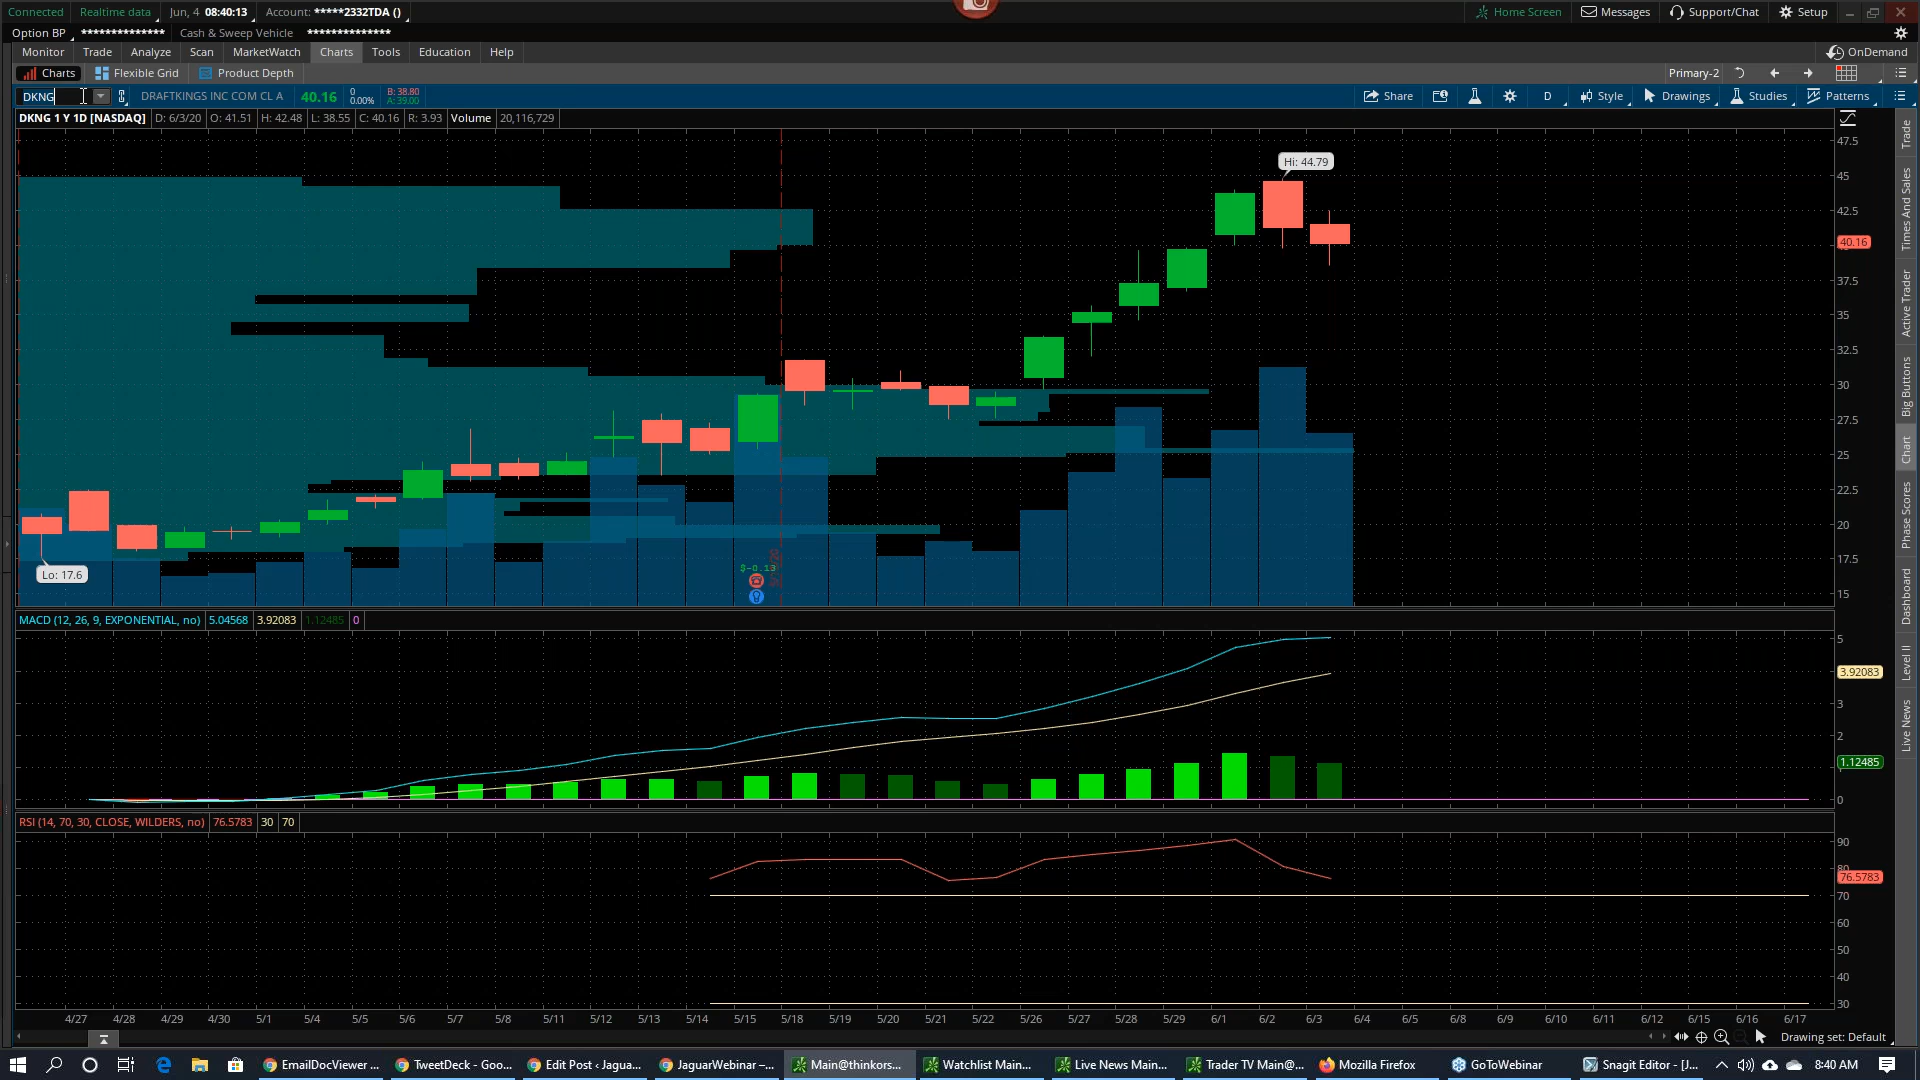 Connected Realtime data Jun, 4 08:40:13 Account: *****2332TDA () Home Screen Messages Support/Chat Setup
Option BP ************** Cash & Sweep Vehicle **************
Monitor Trade Analyze Scan MarketWatch Charts Tools Education Help OnDemand
Charts Flexible Grid Product Depth Primary-2
DKNG DRAFTKINGS INC COM CL A 40.16 0 0.00% B: 38.80 A: 39.00 Share D Style Drawings Studies Patterns
DKNG 1 Y 1D [NASDAQ] D: 6/3/20 O: 41.51 H: 42.48 L: 38.55 C: 40.16 R: 3.93 Volume 20,116,729
47.5
Hi: 44.79
45
42.5
40.16
37.5
35
32.5
30
27.5
25
22.5
20
17.5
15
Lo: 17.6
$-0.13
MACD (12, 26, 9, EXPONENTIAL, no) 5.04568 3.92083 1.12485 0
5
3.92083
3
2
1.12485
0
RSI (14, 70, 30, CLOSE, WILDERS, no) 76.5783 30 70
90
80
76.5783
70
60
50
40
30
4/27 4/28 4/29 4/30 5/1 5/4 5/5 5/6 5/7 5/8 5/11 5/12 5/13 5/14 5/15 5/18 5/19 5/20 5/21 5/22 5/26 5/27 5/28 5/29 6/1 6/2 6/3 6/4 6/5 6/8 6/9 6/10 6/11 6/12 6/15 6/16 6/17
Drawing set: Default
Trade
Times And Sales
Active Trader
Big Buttons
Chart
Phase Scores
Dashboard
Level II
Live News
EmailDocViewer ... TweetDeck - Goo... Edit Post ‹ Jagua... JaguarWebinar –... Main@thinkors... Watchlist Main... Live News Main... Trader TV Main@... Mozilla Firefox GoToWebinar Snagit Editor - [J... 8:40 AM